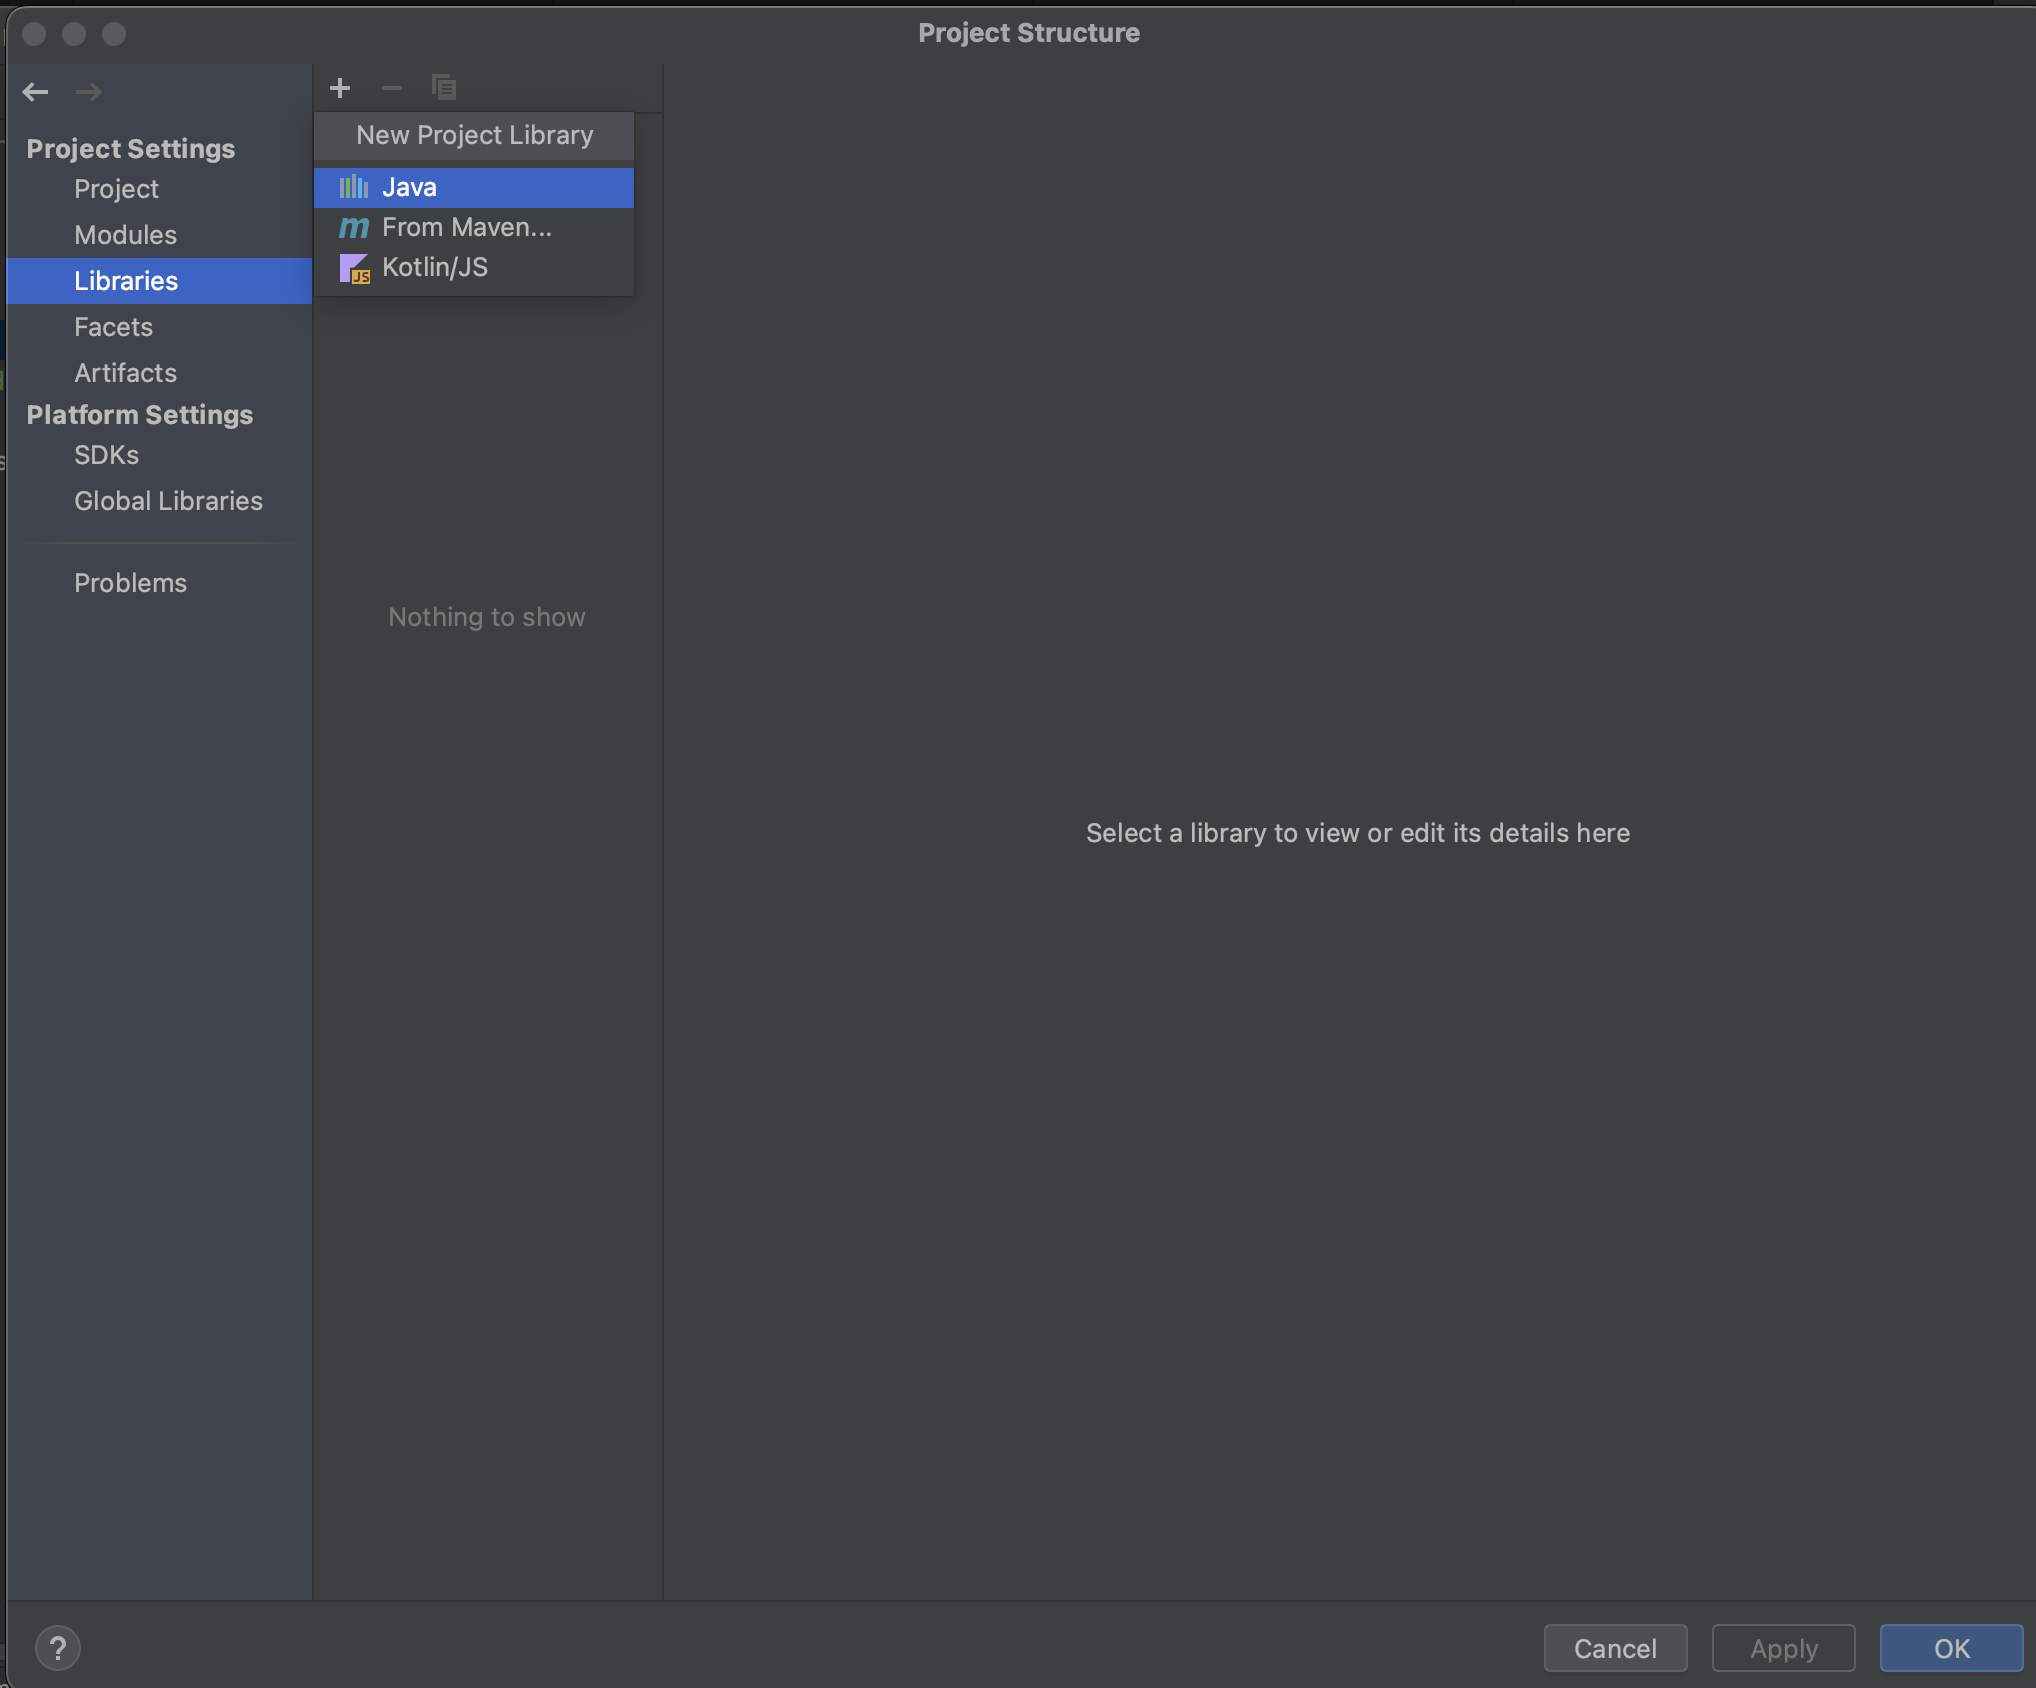 Project Structure
Project Settings
Project
Modules
Libraries
Facets
Artifacts
Platform Settings
SDKs
Global Libraries
Problems
New Project Library
Java
From Maven...
JS Kotlin/JS
Nothing to show
Select a library to view or edit its details here
? Cancel Apply OK